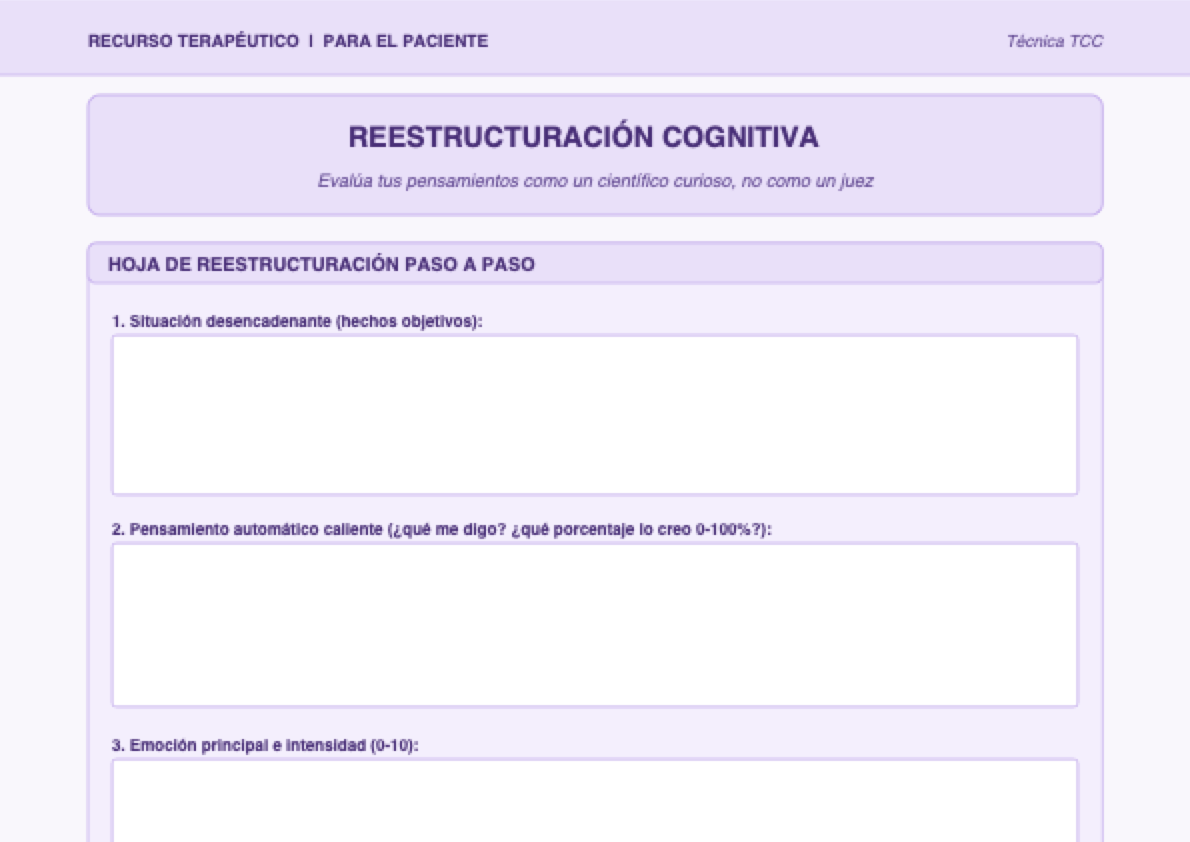 RECURSO TERAPÉUTICO | PARA EL PACIENTE
Técnica TCC
REESTRUCTURACIÓN COGNITIVA
Evalúa tus pensamientos como un científico curioso, no como un juez
HOJA DE REESTRUCTURACIÓN PASO A PASO
1. Situación desencadenante (hechos objetivos):
2. Pensamiento automático caliente (¿qué me digo? ¿qué porcentaje lo creo 0-100%?):
3. Emoción principal e intensidad (0-10):